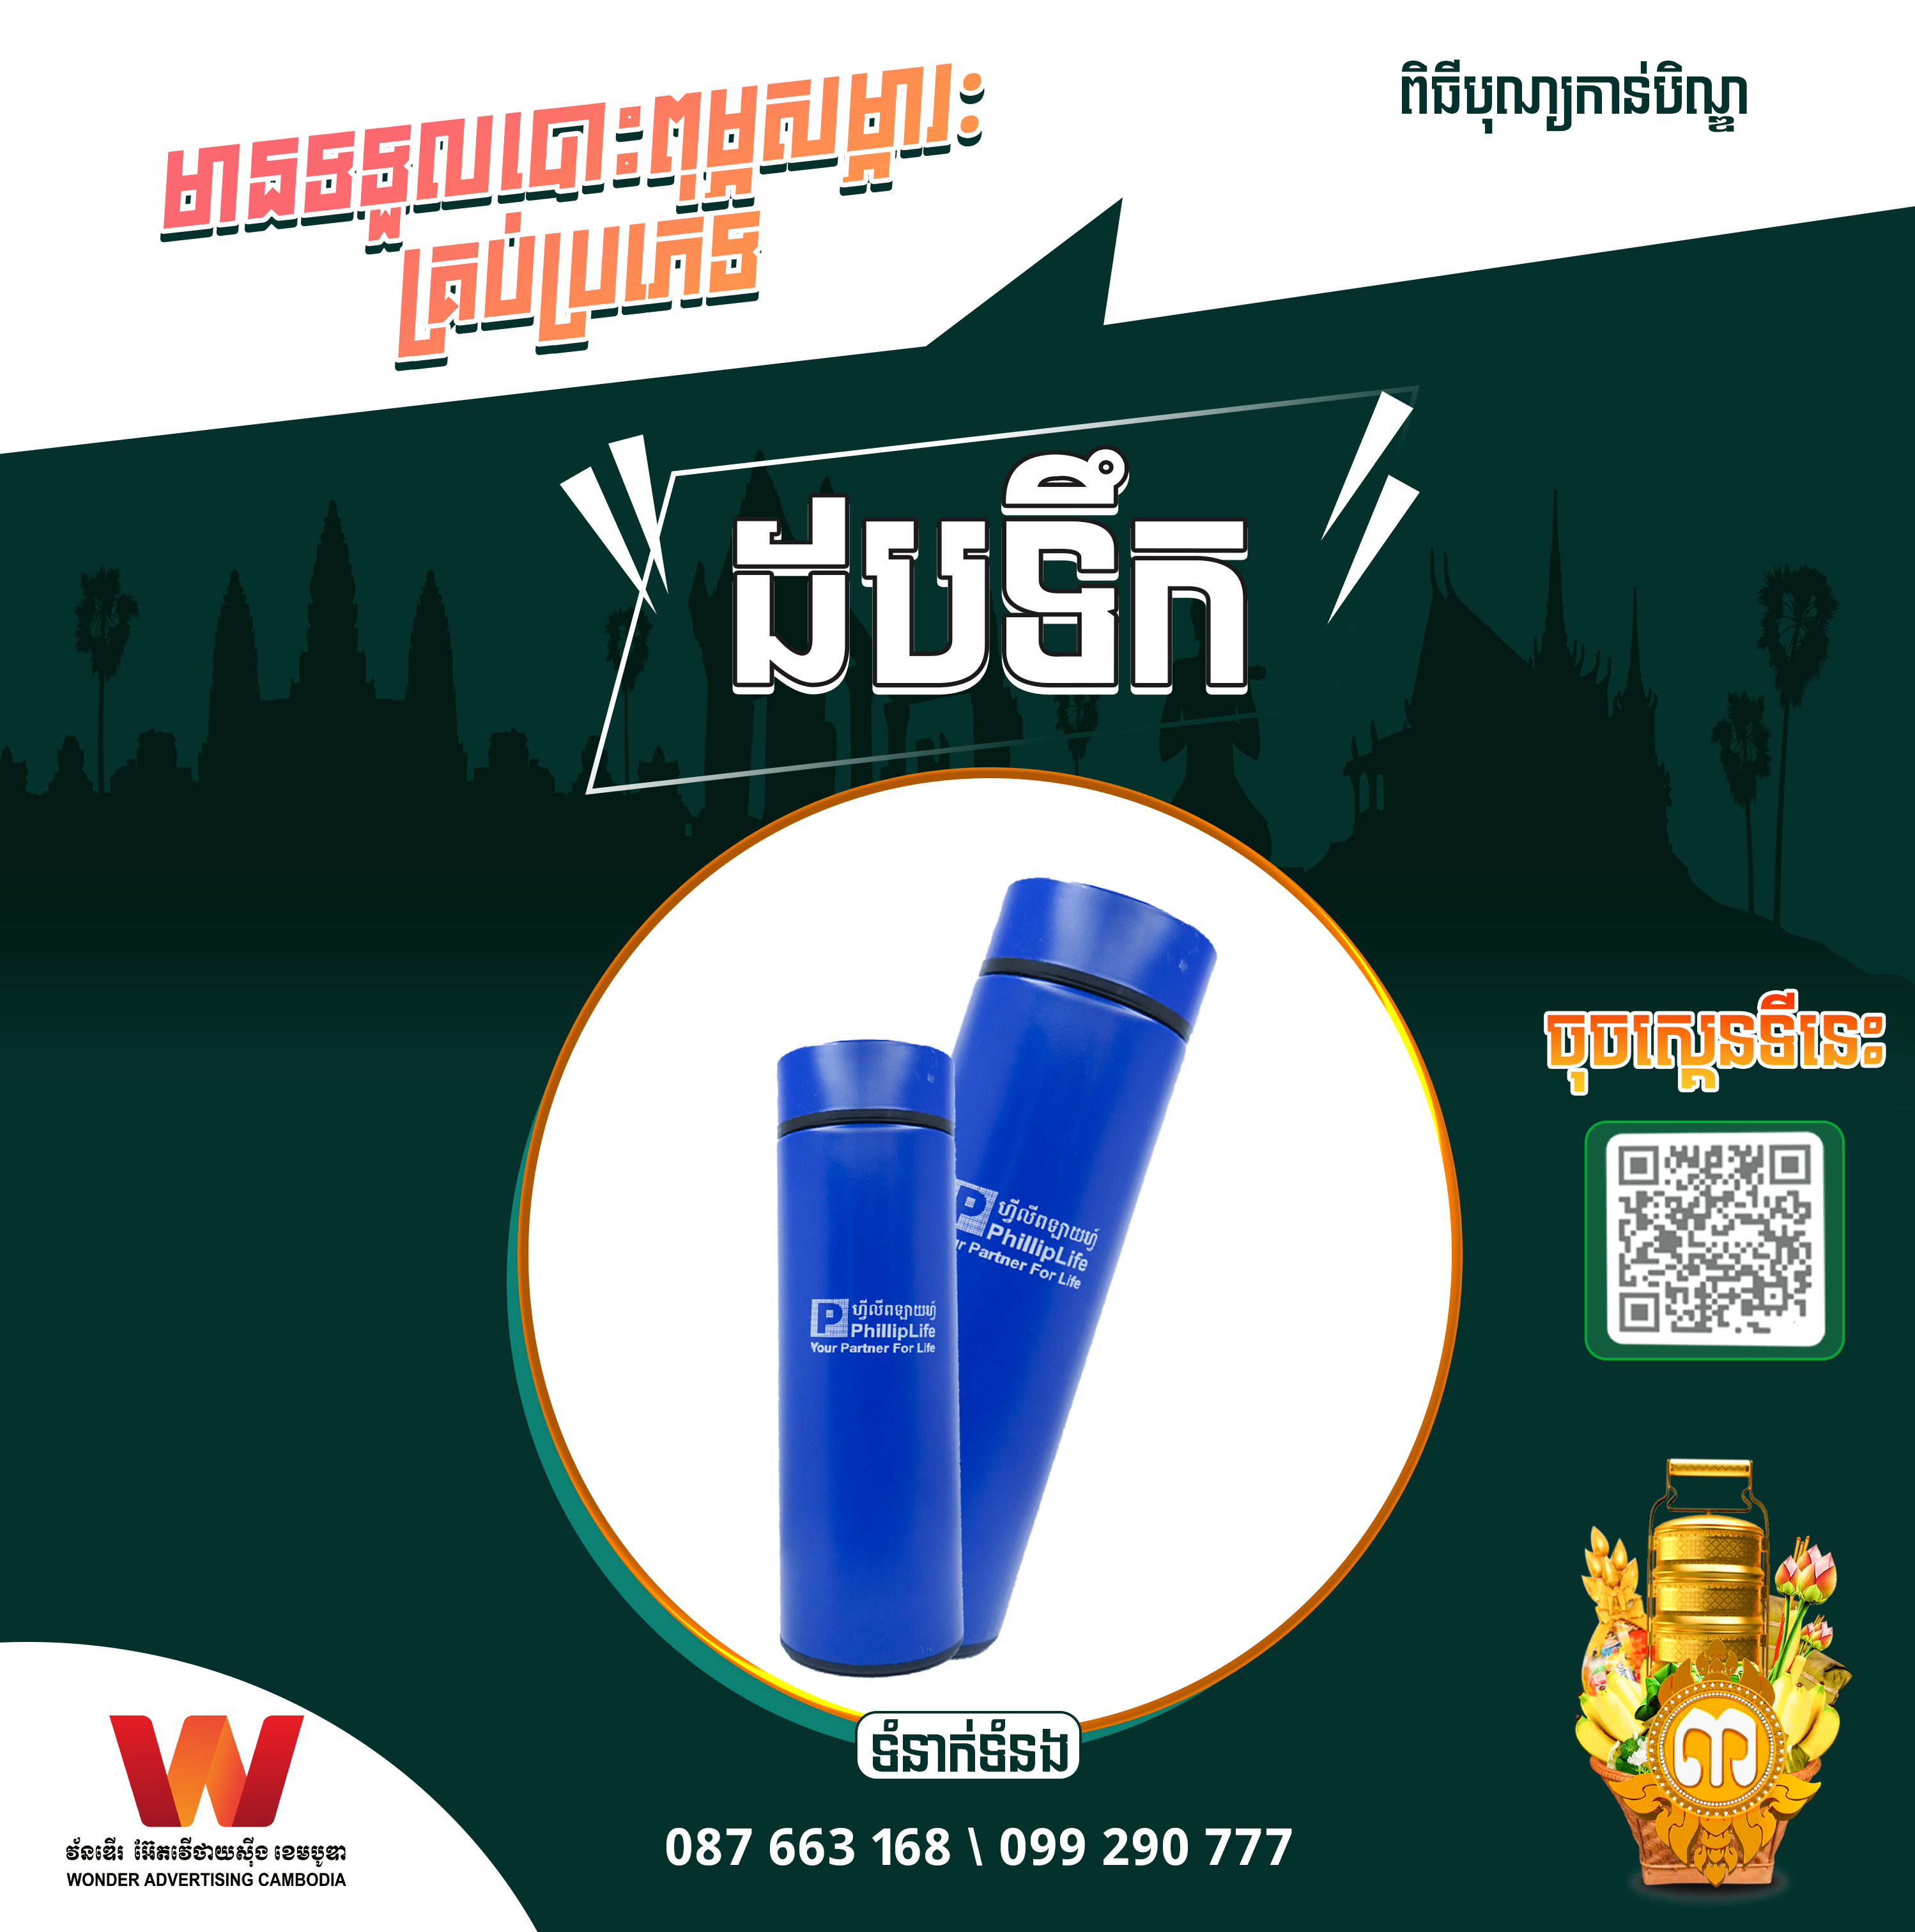 ពិធីបុណ្យកាន់បិណ្ឌ
មានទទួលបោះពុម្ពសម្ភារៈ
គ្រប់ប្រភេទ
ដបទឹក
ចុចស្កេនទីនេះ
ហ្វីលីពឡាយហ្វ៍
PhillipLife
Partner For Life
ហ្វីលីពឡាយហ្វ៍
PhillipLife
Your Partner For Life
៣
ទំនាក់ទំនង
087 663 168 \ 099 290 777
វ័នឌើរ អ៊ែតវើថាយស៊ីង ខេមបូឌា
WONDER ADVERTISING CAMBODIA